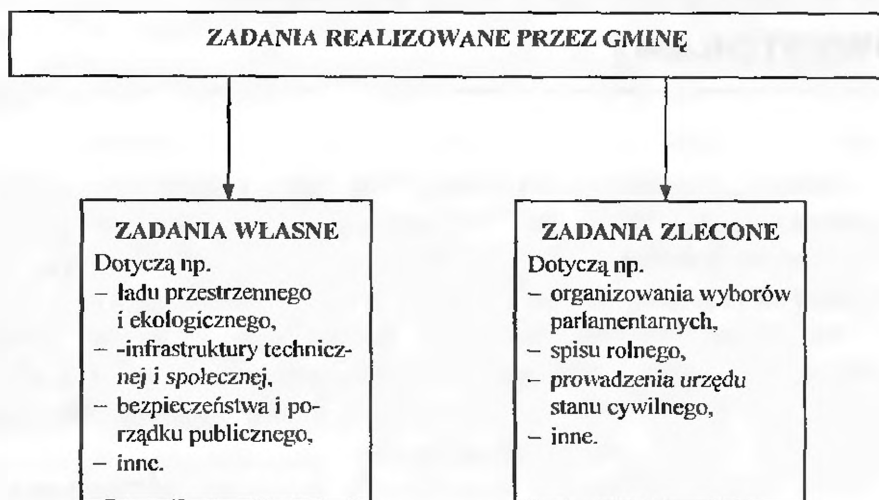 ZADANIA REALIZOWANE PRZEZ GMINĘ
ZADANIA WŁASNE
Dotyczą np.
– ładu przestrzennego
i ekologicznego,
– -infrastruktury technicz-
nej i społecznej,
– bezpieczeństwa i po-
rządku publicznego,
– inne.
ZADANIA ZLECONE
Dotyczą np.
– organizowania wyborów
parlamentarnych,
– spisu rolnego,
– prowadzenia urzędu
stanu cywilnego,
– inne.